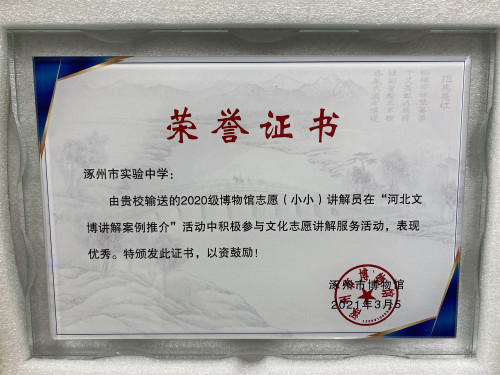 荣誉证书
涿州市实验中学：
由贵校输送的2020级博物馆志愿（小小）讲解员在“河北文
博讲解案例推介”活动中积极参与文化志愿讲解服务活动，表现
优秀。特颁发此证书，以资鼓励！
涿州市博物馆
2021年3月5